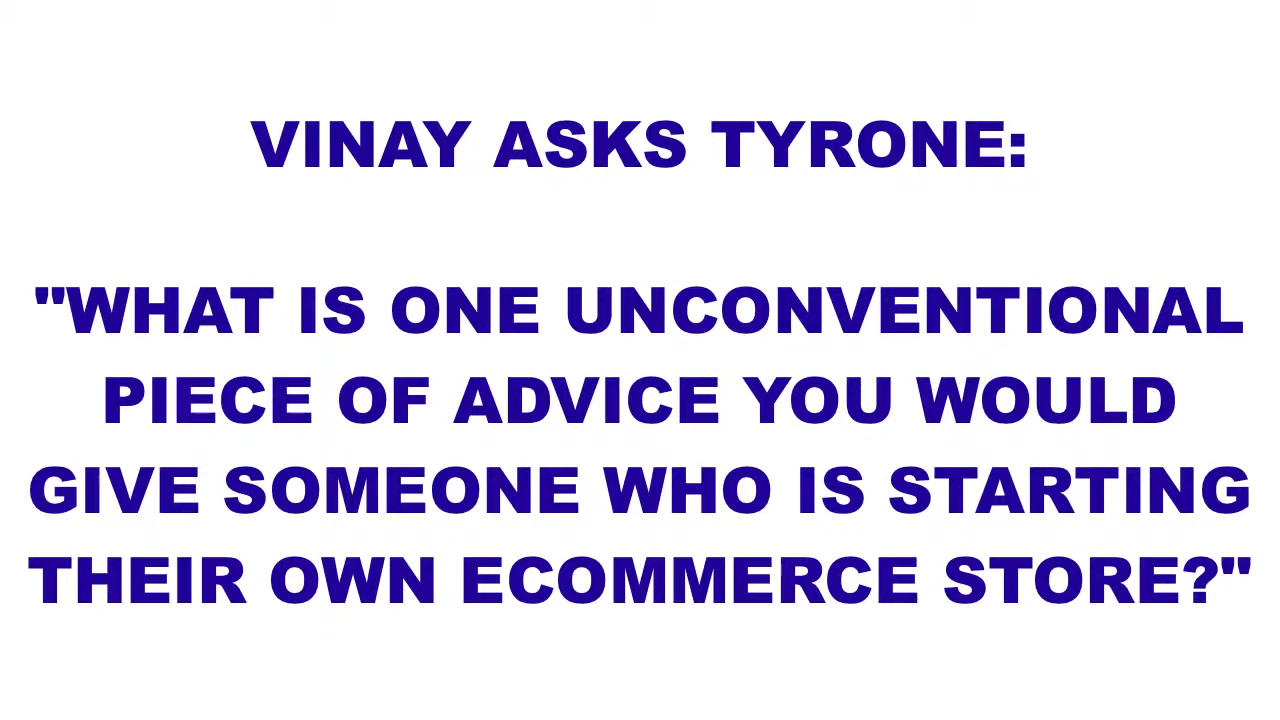 VINAY ASKS TYRONE:
"WHAT IS ONE UNCONVENTIONAL
PIECE OF ADVICE YOU WOULD
GIVE SOMEONE WHO IS STARTING
THEIR OWN ECOMMERCE STORE?"